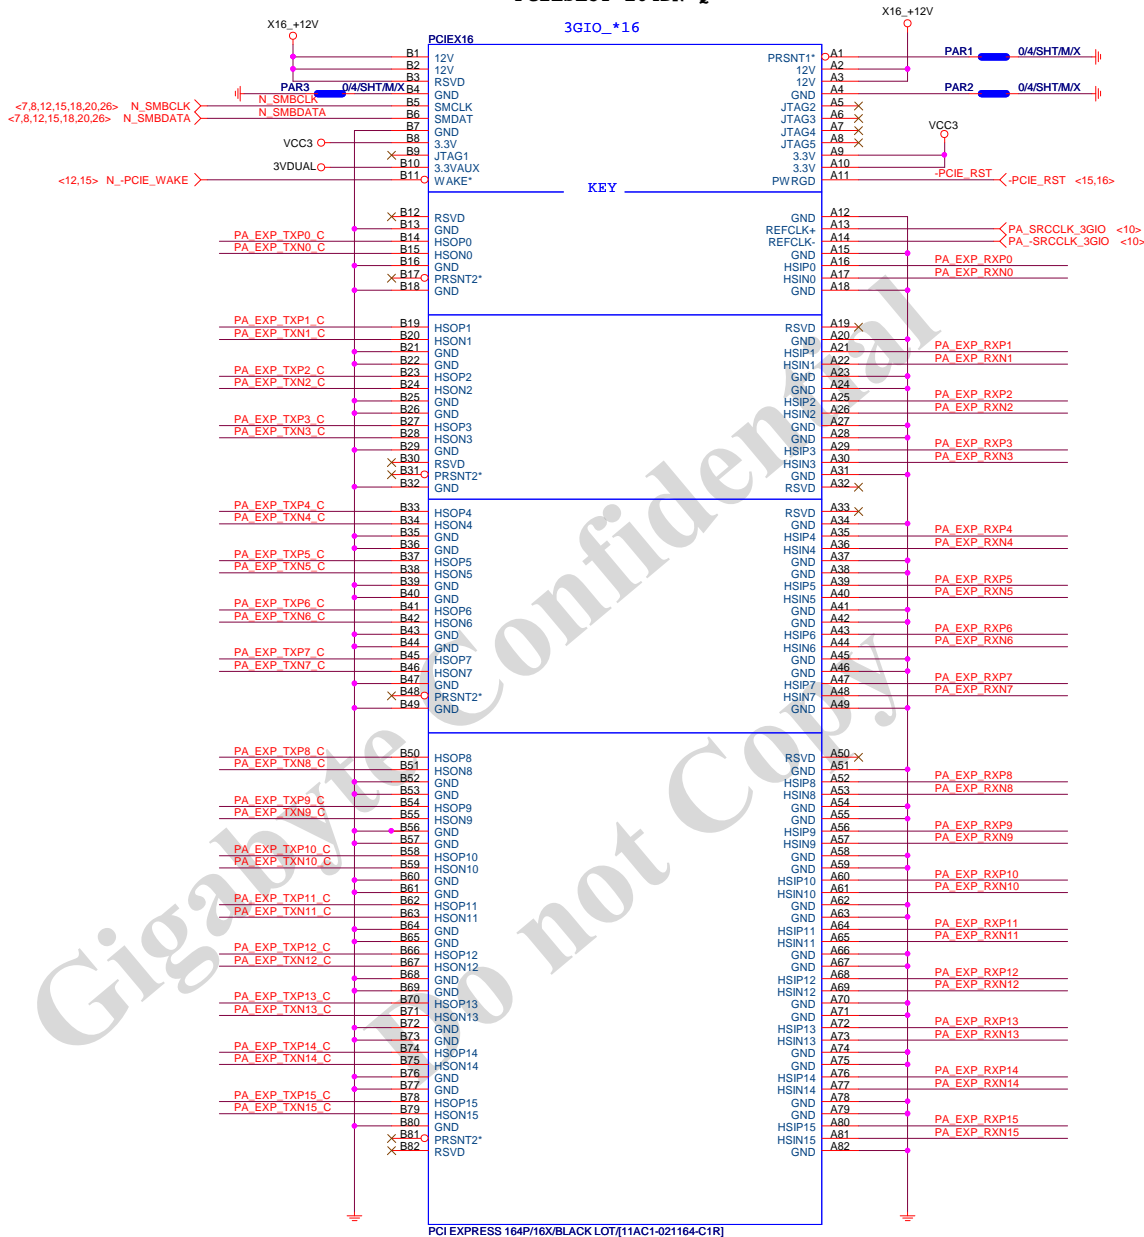 3GIO_*16
X16_+12V
X16_+12V
PCIEX16
B1 12V
B2 12V
B3 RSVD
PAR3 0/4/SHT/M/X B4 GND
<7,8,12,15,18,20,26> N_SMBCLK N_SMBCLK B5 SMCLK
<7,8,12,15,18,20,26> N_SMBDATA N_SMBDATA B6 SMDAT
B7 GND
VCC3 B8 3.3V
B9 JTAG1
3VDUAL B10 3.3VAUX
<12,15> N_-PCIE_WAKE B11 WAKE*
PRSNT1* A1 PAR1 0/4/SHT/M/X
12V A2
12V A3
GND A4 PAR2 0/4/SHT/M/X
JTAG2 A5
JTAG3 A6
JTAG4 A7
JTAG5 A8
VCC3
3.3V A9
3.3V A10
PWRGD A11 -PCIE_RST -PCIE_RST <15,16>
KEY
B12 RSVD
B13 GND
PA_EXP_TXP0_C B14 HSOP0
PA_EXP_TXN0_C B15 HSON0
B16 GND
B17 PRSNT2*
B18 GND
GND A12
REFCLK+ A13 PA_SRCCLK_3GIO <10>
REFCLK- A14 PA_-SRCCLK_3GIO <10>
GND A15
HSIP0 A16 PA_EXP_RXP0
HSIN0 A17 PA_EXP_RXN0
GND A18
PA_EXP_TXP1_C B19 HSOP1
PA_EXP_TXN1_C B20 HSON1
B21 GND
B22 GND
PA_EXP_TXP2_C B23 HSOP2
PA_EXP_TXN2_C B24 HSON2
B25 GND
B26 GND
PA_EXP_TXP3_C B27 HSOP3
PA_EXP_TXN3_C B28 HSON3
B29 GND
B30 RSVD
B31 PRSNT2*
B32 GND
RSVD A19
GND A20
HSIP1 A21 PA_EXP_RXP1
HSIN1 A22 PA_EXP_RXN1
GND A23
GND A24
HSIP2 A25 PA_EXP_RXP2
HSIN2 A26 PA_EXP_RXN2
GND A27
GND A28
HSIP3 A29 PA_EXP_RXP3
HSIN3 A30 PA_EXP_RXN3
GND A31
RSVD A32
PA_EXP_TXP4_C B33 HSOP4
PA_EXP_TXN4_C B34 HSON4
B35 GND
B36 GND
PA_EXP_TXP5_C B37 HSOP5
PA_EXP_TXN5_C B38 HSON5
B39 GND
B40 GND
PA_EXP_TXP6_C B41 HSOP6
PA_EXP_TXN6_C B42 HSON6
B43 GND
B44 GND
PA_EXP_TXP7_C B45 HSOP7
PA_EXP_TXN7_C B46 HSON7
B47 GND
B48 PRSNT2*
B49 GND
RSVD A33
GND A34
HSIP4 A35 PA_EXP_RXP4
HSIN4 A36 PA_EXP_RXN4
GND A37
GND A38
HSIP5 A39 PA_EXP_RXP5
HSIN5 A40 PA_EXP_RXN5
GND A41
GND A42
HSIP6 A43 PA_EXP_RXP6
HSIN6 A44 PA_EXP_RXN6
GND A45
GND A46
HSIP7 A47 PA_EXP_RXP7
HSIN7 A48 PA_EXP_RXN7
GND A49
PA_EXP_TXP8_C B50 HSOP8
PA_EXP_TXN8_C B51 HSON8
B52 GND
B53 GND
PA_EXP_TXP9_C B54 HSOP9
PA_EXP_TXN9_C B55 HSON9
B56 GND
B57 GND
PA_EXP_TXP10_C B58 HSOP10
PA_EXP_TXN10_C B59 HSON10
B60 GND
B61 GND
PA_EXP_TXP11_C B62 HSOP11
PA_EXP_TXN11_C B63 HSON11
B64 GND
B65 GND
PA_EXP_TXP12_C B66 HSOP12
PA_EXP_TXN12_C B67 HSON12
B68 GND
B69 GND
PA_EXP_TXP13_C B70 HSOP13
PA_EXP_TXN13_C B71 HSON13
B72 GND
B73 GND
PA_EXP_TXP14_C B74 HSOP14
PA_EXP_TXN14_C B75 HSON14
B76 GND
B77 GND
PA_EXP_TXP15_C B78 HSOP15
PA_EXP_TXN15_C B79 HSON15
B80 GND
B81 PRSNT2*
B82 RSVD
RSVD A50
GND A51
HSIP8 A52 PA_EXP_RXP8
HSIN8 A53 PA_EXP_RXN8
GND A54
GND A55
HSIP9 A56 PA_EXP_RXP9
HSIN9 A57 PA_EXP_RXN9
GND A58
GND A59
HSIP10 A60 PA_EXP_RXP10
HSIN10 A61 PA_EXP_RXN10
GND A62
GND A63
HSIP11 A64 PA_EXP_RXP11
HSIN11 A65 PA_EXP_RXN11
GND A66
GND A67
HSIP12 A68 PA_EXP_RXP12
HSIN12 A69 PA_EXP_RXN12
GND A70
GND A71
HSIP13 A72 PA_EXP_RXP13
HSIN13 A73 PA_EXP_RXN13
GND A74
GND A75
HSIP14 A76 PA_EXP_RXP14
HSIN14 A77 PA_EXP_RXN14
GND A78
GND A79
HSIP15 A80 PA_EXP_RXP15
HSIN15 A81 PA_EXP_RXN15
GND A82
PCI EXPRESS 164P/16X/BLACK LOT/[11AC1-021164-C1R]
Gigabyte Confidential
Do not Copy